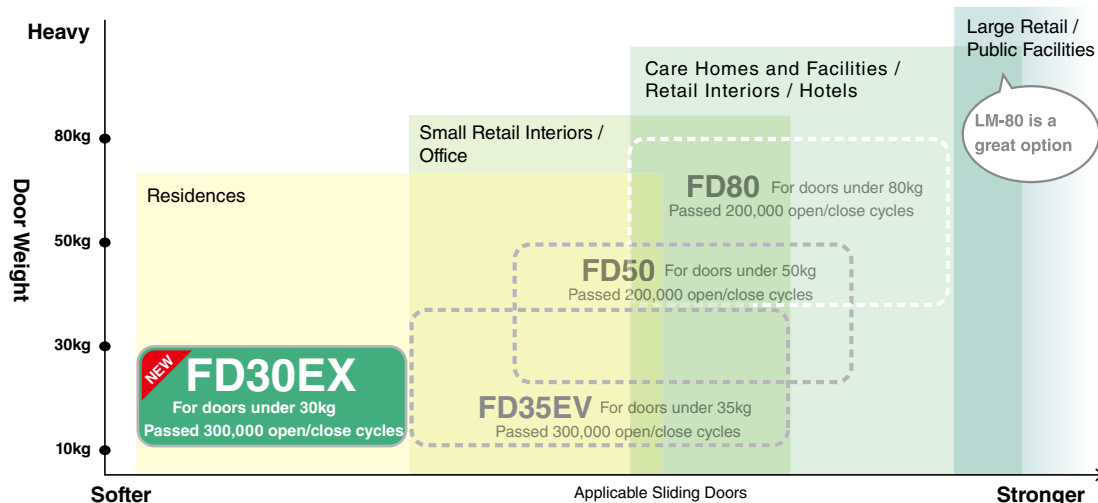 Heavy
80kg
50kg
30kg
10kg
Door Weight
Residences
Small Retail Interiors /
Office
Care Homes and Facilities /
Retail Interiors / Hotels
Large Retail /
Public Facilities
LM-80 is a
great option
FD80 For doors under 80kg
Passed 200,000 open/close cycles
FD50 For doors under 50kg
Passed 200,000 open/close cycles
NEW
FD30EX
For doors under 30kg
Passed 300,000 open/close cycles
FD35EV For doors under 35kg
Passed 300,000 open/close cycles
Softer
Applicable Sliding Doors
Stronger